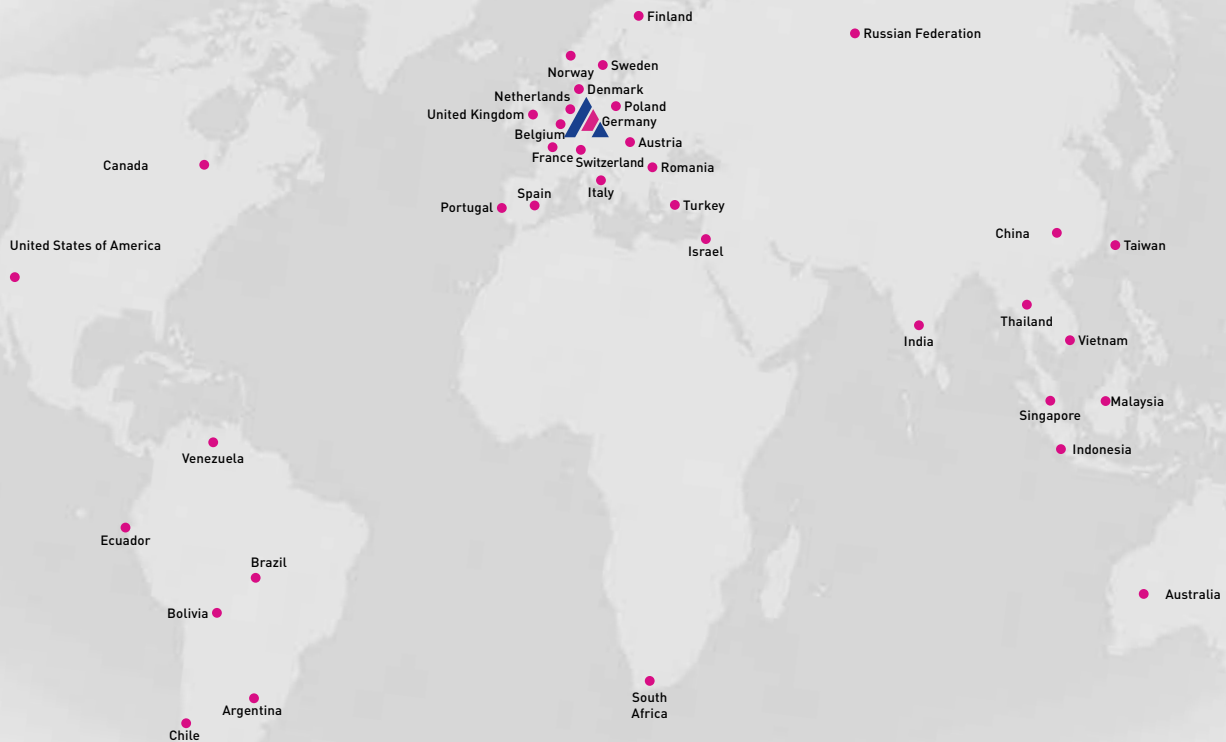 Finland
Russian Federation
Norway
Sweden
Denmark
Netherlands
Poland
United Kingdom
Germany
Belgium
Austria
France
Switzerland
Romania
Canada
Italy
Spain
Portugal
Turkey
China
Taiwan
United States of America
Israel
Thailand
India
Vietnam
Malaysia
Singapore
Indonesia
Venezuela
Ecuador
Brazil
Bolivia
Australia
South
Africa
Argentina
Chile